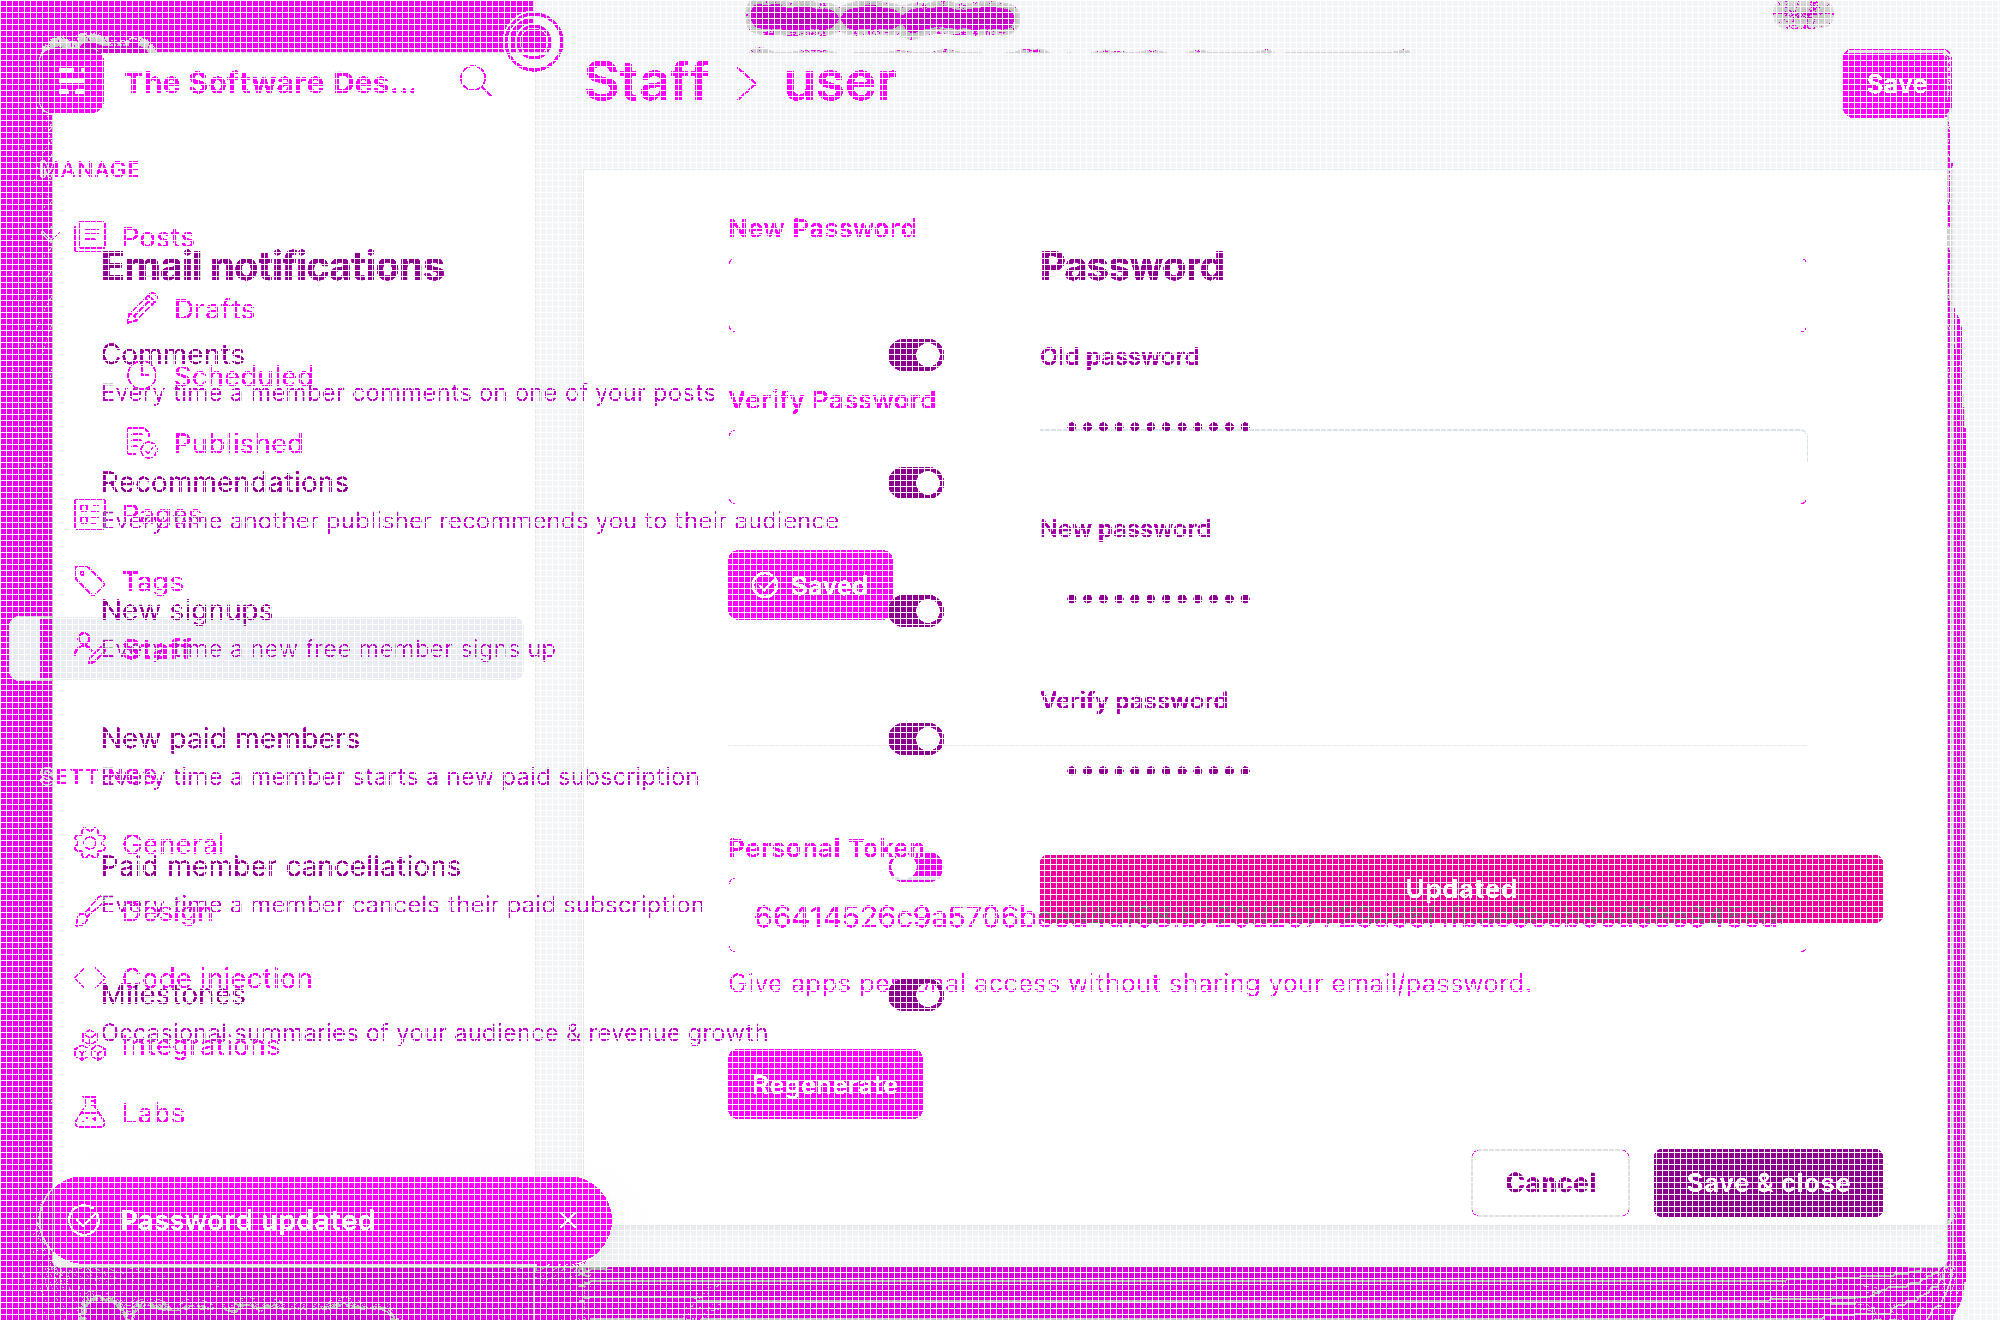 The Software Des...
Staff > user
Save
MANAGE
Posts
Drafts
Scheduled
Published
Pages
Tags
Staff
SETTINGS
General
Design
Code injection
Integrations
Labs
Password updated
Email notifications
Comments
Every time a member comments on one of your posts
Recommendations
Every time another publisher recommends you to their audience
New signups
Every time a new free member signs up
New paid members
Every time a member starts a new paid subscription
Paid member cancellations
Every time a member cancels their paid subscription
Milestones
Occasional summaries of your audience & revenue growth
New Password
Verify Password
Saved
Personal Token
66414526c9a5706b
Give apps personal access without sharing your email/password.
Regenerate
Password
Old password
New password
Verify password
Updated
Cancel
Save & close